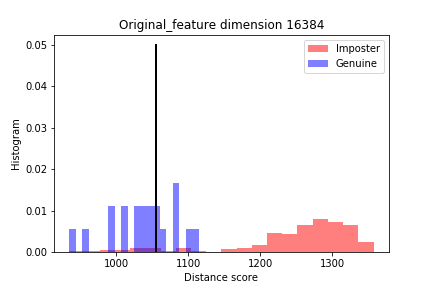 Original_feature dimension 16384
Imposter
Genuine
Histogram
0.05
0.04
0.03
0.02
0.01
0.00
1000 1100 1200 1300
Distance score